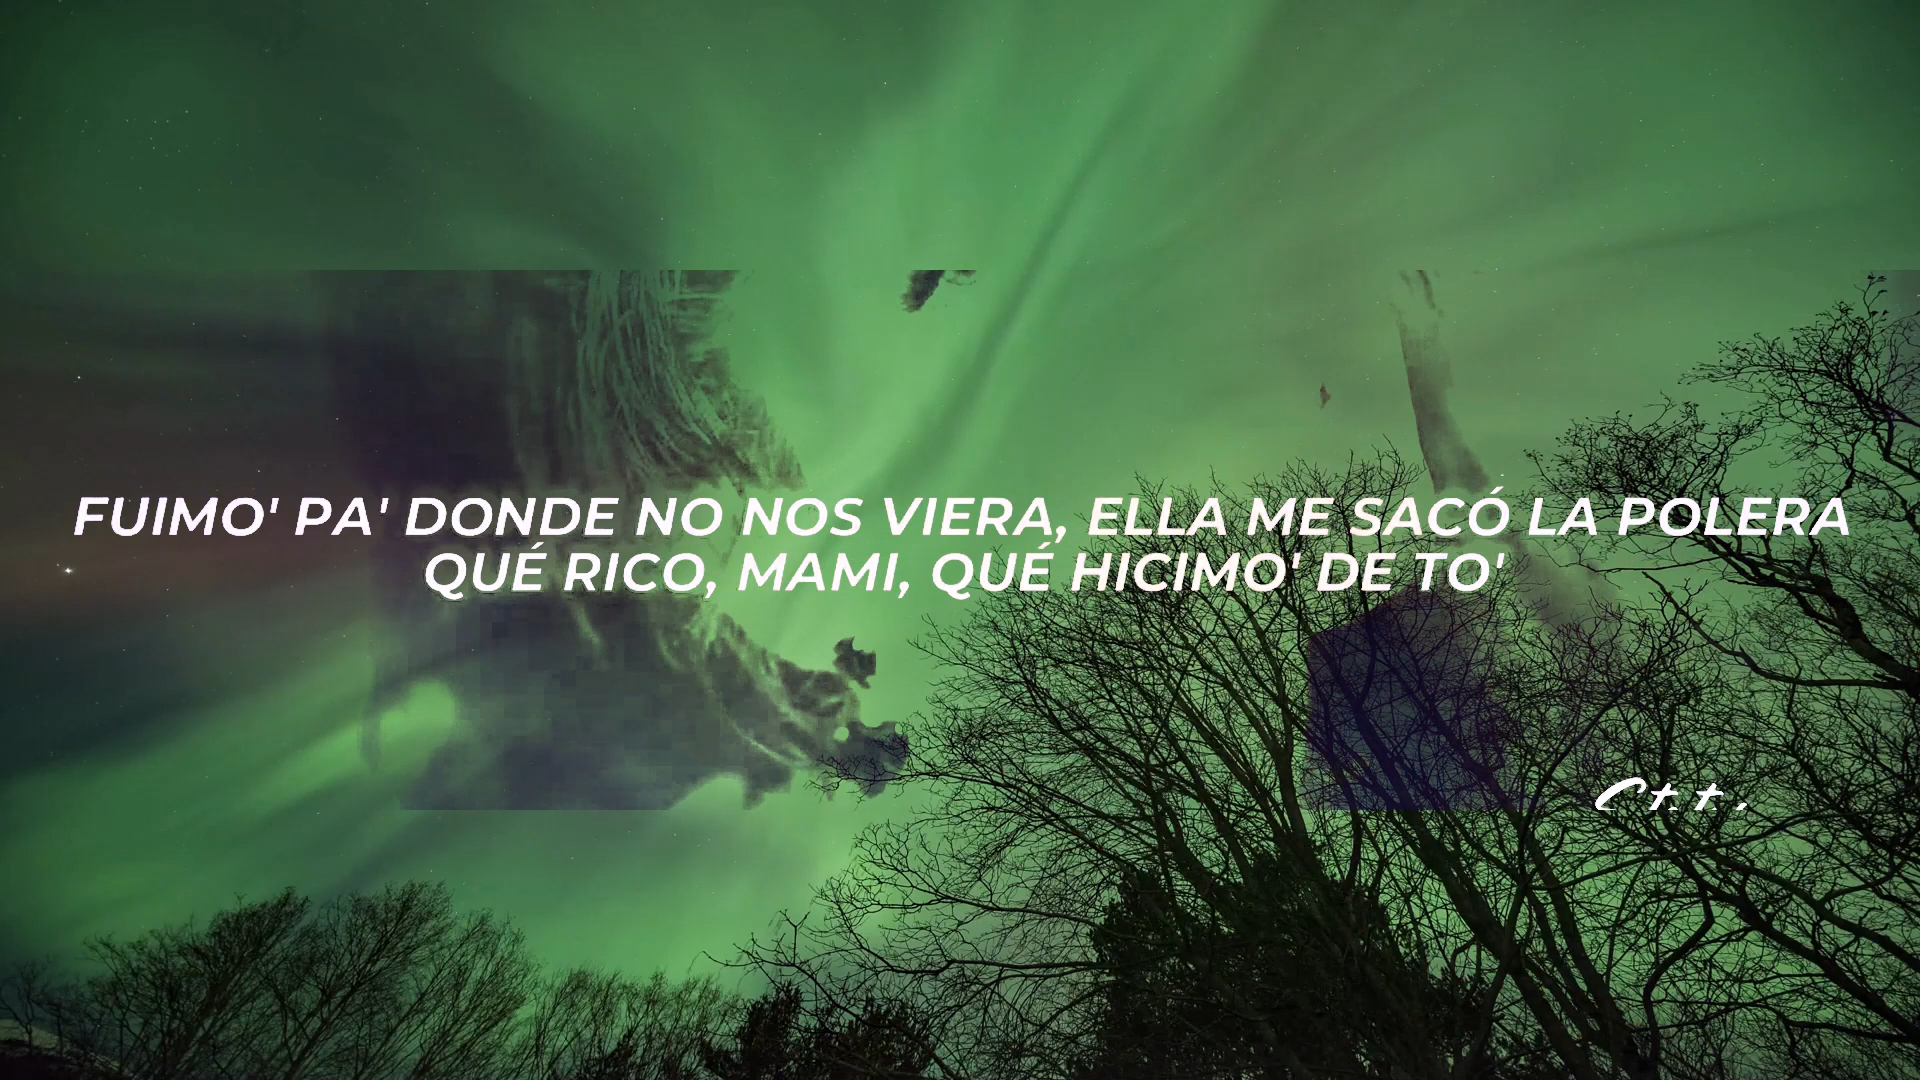 FUIMO' PA' DONDE NO NOS VIERA, ELLA ME SACÓ LA POLERA
QUÉ RICO, MAMI, QUÉ HICIMO' DE TO'